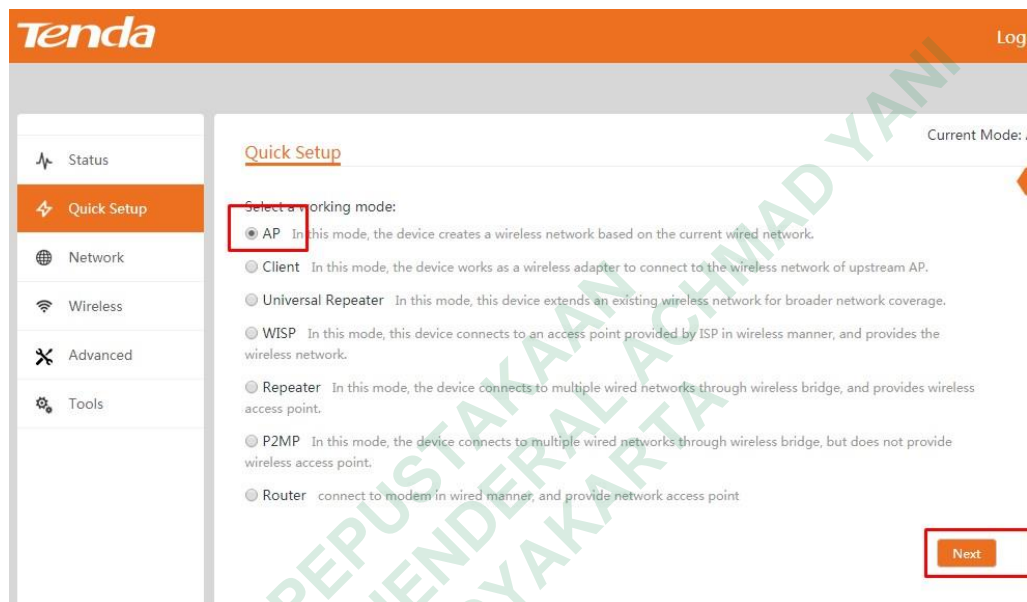 Tenda
Log
Current Mode:
Status
Quick Setup
Network
Wireless
Advanced
Tools
Quick Setup
Select a working mode:
AP In this mode, the device creates a wireless network based on the current wired network.
Client In this mode, the device works as a wireless adapter to connect to the wireless network of upstream AP.
Universal Repeater In this mode, this device extends an existing wireless network for broader network coverage.
WISP In this mode, this device connects to an access point provided by ISP in wireless manner, and provides the
wireless network.
Repeater In this mode, the device connects to multiple wired networks through wireless bridge, and provides wireless
access point.
P2MP In this mode, the device connects to multiple wired networks through wireless bridge, but does not provide
wireless access point.
Router connect to modem in wired manner, and provide network access point
Next
PEPUSTAKAAN
ENDERAL ACHMAD YANI
YAKARTA